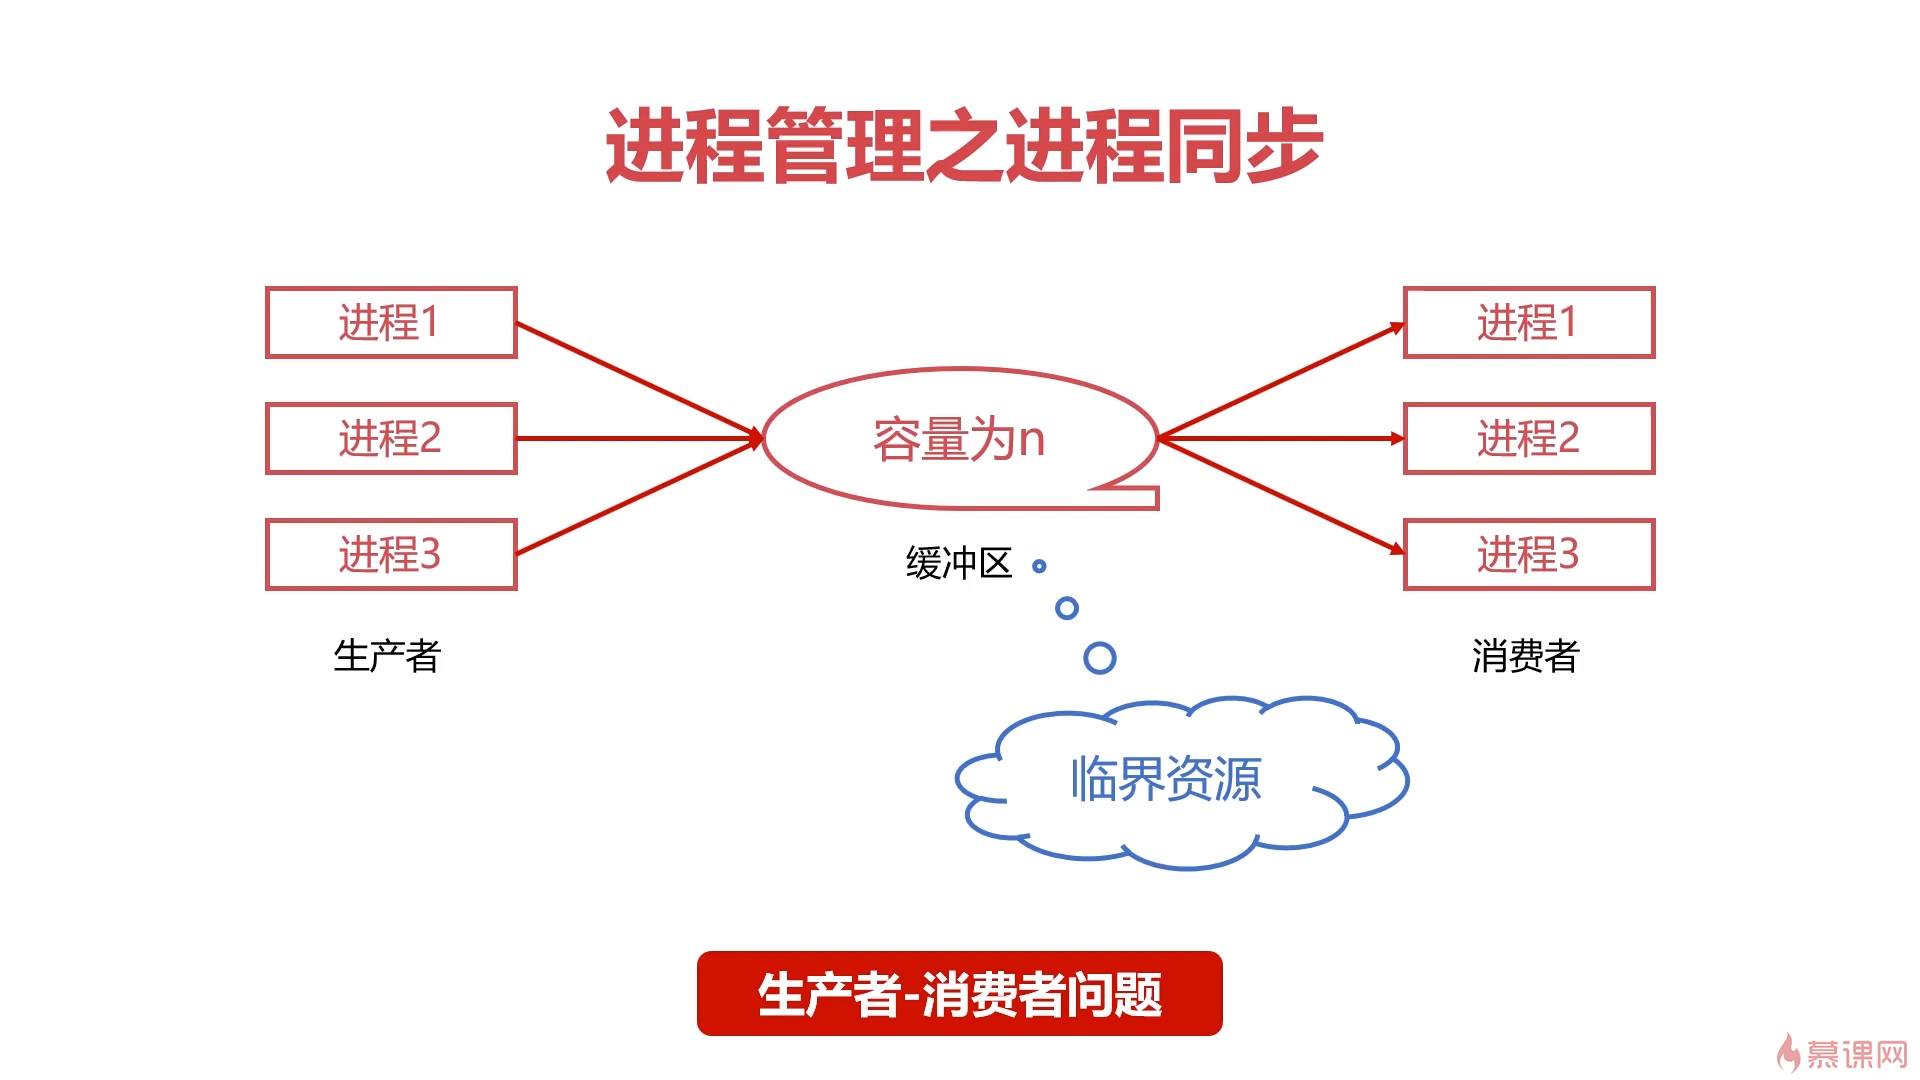 进程管理之进程同步
进程1
进程2
进程3
生产者
容量为n
缓冲区
临界资源
进程1
进程2
进程3
消费者
生产者-消费者问题
慕课网